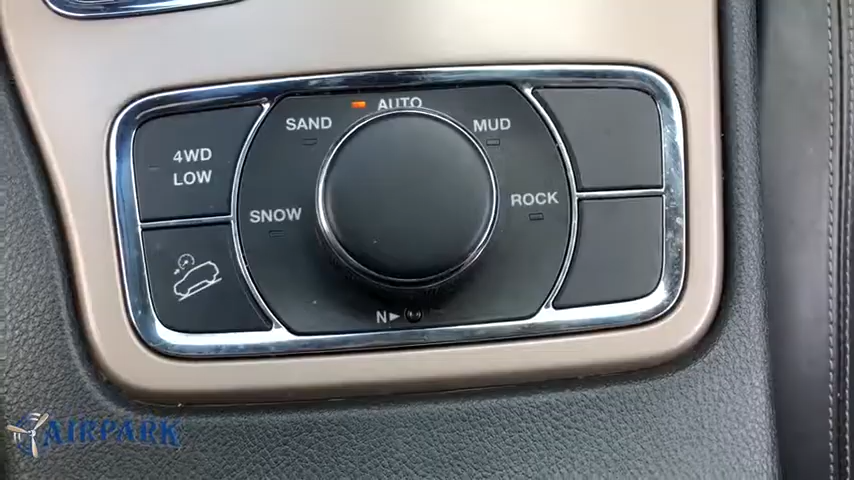 AUTO
SAND
MUD
4WD
LOW
SNOW
ROCK
N
AIRPARK